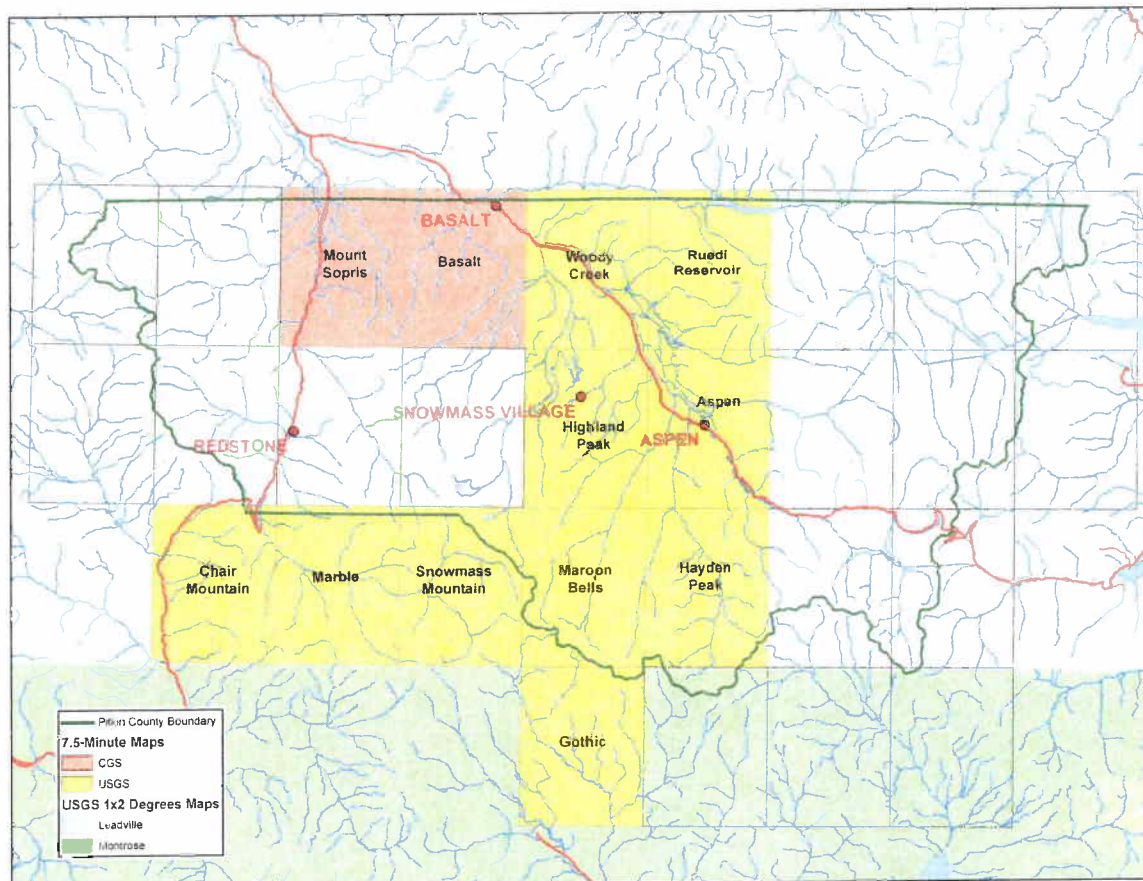 BASALT
Mount
Sopris
Basalt
Woody
Creek
Ruedi
Reservoir
SNOWMASS VILLAGE
Highland
Peak
Aspen
ASPEN
REDSTONE
Chair
Mountain
Marble
Snowmass
Mountain
Maroon
Bells
Hayden
Peak
Gothic
Pitkin County Boundary
7.5-Minute Maps
CGS
USGS
USGS 1x2 Degrees Maps
Leadville
Montrose